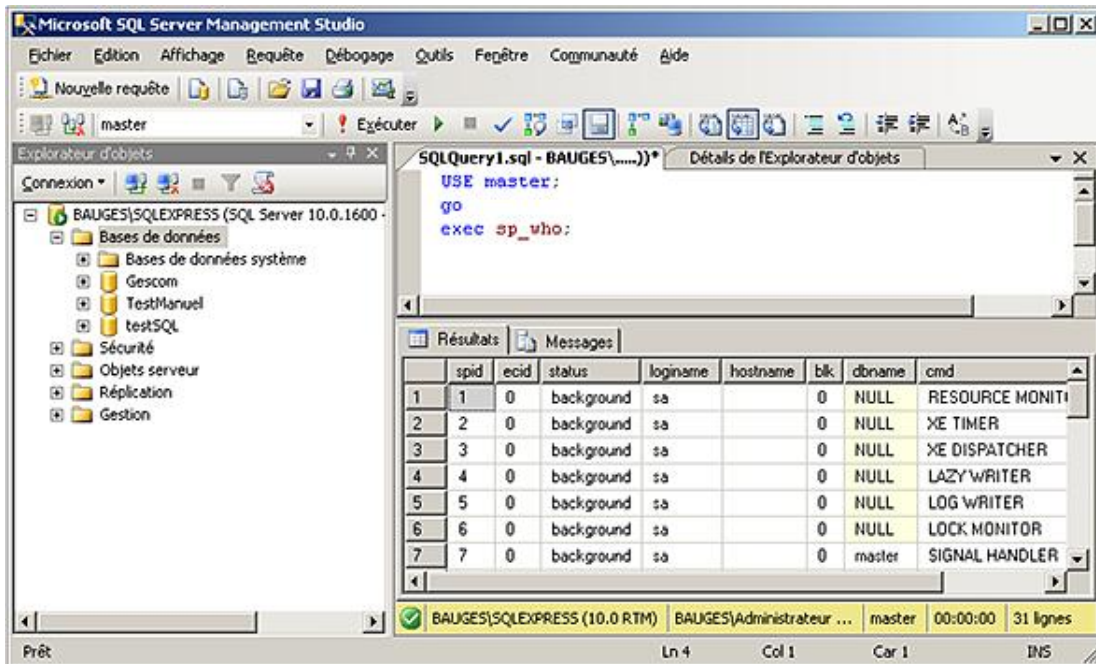 Microsoft SQL Server Management Studio
Fichier Edition Affichage Requête Débogage Outils Fenêtre Communauté Aide
Nouvelle requête
master Exécuter
Explorateur d'objets
Connexion
BAUGES\SQLEXPRESS (SQL Server 10.0.1600 -
Bases de données
Bases de données système
Gescom
TestManuel
testSQL
Sécurité
Objets serveur
Réplication
Gestion
SQLQuery1.sql - BAUGES\.....))* Détails de l'Explorateur d'objets
USE master;
go
exec sp_who;
Résultats Messages
spid ecid status loginame hostname blk dbname cmd
1 1 0 background sa 0 NULL RESOURCE MONIT
2 2 0 background sa 0 NULL XE TIMER
3 3 0 background sa 0 NULL XE DISPATCHER
4 4 0 background sa 0 NULL LAZY WRITER
5 5 0 background sa 0 NULL LOG WRITER
6 6 0 background sa 0 NULL LOCK MONITOR
7 7 0 background sa 0 master SIGNAL HANDLER
BAUGES\SQLEXPRESS (10.0 RTM) BAUGES\Administrateur ... master 00:00:00 31 lignes
Prêt Ln 4 Col 1 Car 1 INS